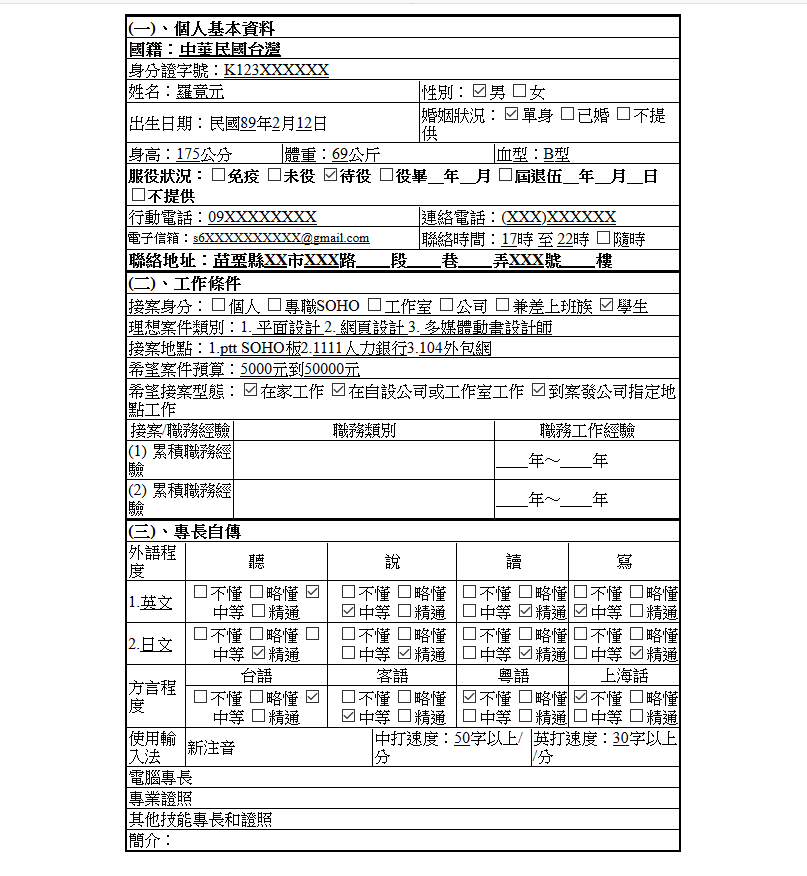 (一)、個人基本資料
國籍：中華民國台灣
身分證字號：K123XXXXXX
姓名：羅覺元 性別：☑男 ☐女
出生日期：民國89年2月12日 婚姻狀況：☑單身 ☐已婚 ☐不提供
身高：175公分 體重：69公斤 血型：B型
服役狀況：☐免疫 ☐未役 ☑待役 ☐役畢__年__月 ☐屆退伍__年__月__日
☐不提供
行動電話：09XXXXXXXX 連絡電話：(XXX)XXXXXX
電子信箱：s6XXXXXXXXXX@gmail.com 聯絡時間：17時 至 22時 ☐隨時
聯絡地址：苗栗縣XX市XXX路____段____巷____弄XXX號____樓
(二)、工作條件
接案身分：☐個人 ☐專職SOHO ☐工作室 ☐公司 ☐兼差上班族 ☑學生
理想案件類別：1. 平面設計 2. 網頁設計 3. 多媒體動畫設計師
接案地點：1.ptt SOHO板2.1111人力銀行3.104外包網
希望案件預算：5000元到50000元
希望接案型態：☑在家工作 ☑在自設公司或工作室工作 ☑到案發公司指定地
點工作
接案/職務經驗 職務類別 職務工作經驗
(1) 累積職務經驗 ____年～____年
(2) 累積職務經驗 ____年～____年
(三)、專長自傳
外語程度 聽 說 讀 寫
1.英文 ☐不懂 ☐略懂 ☑中等 ☐精通 ☐不懂 ☐略懂 ☑中等 ☐精通 ☐不懂 ☐略懂 ☐中等 ☑精通 ☐不懂 ☐略懂 ☑中等 ☐精通
2.日文 ☐不懂 ☐略懂 ☐中等 ☑精通 ☐不懂 ☐略懂 ☐中等 ☑精通 ☐不懂 ☐略懂 ☐中等 ☑精通 ☐不懂 ☐略懂 ☐中等 ☑精通
方言程度 台語 客語 粵語 上海話
☐不懂 ☐略懂 ☑中等 ☐精通 ☐不懂 ☐略懂 ☑中等 ☐精通 ☑不懂 ☐略懂 ☐中等 ☐精通 ☑不懂 ☐略懂 ☐中等 ☐精通
使用輸入法 新注音 中打速度：50字以上/分 英打速度：30字以上/分
電腦專長
專業證照
其他技能專長和證照
簡介：